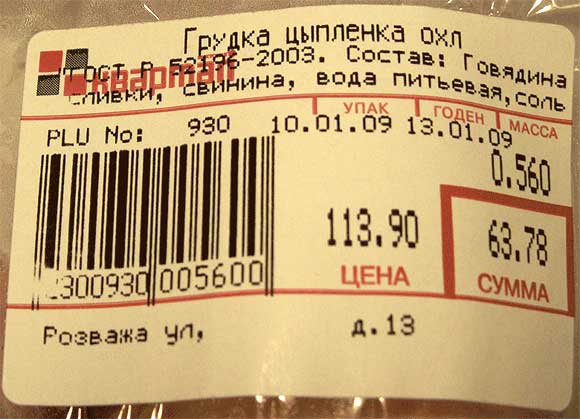 Грудка цыпленка охл
ГОСТ Р 52196-2003. Состав: Говядина
сливки, свинина, вода питьевая,соль
квартал
УПАК ГОДЕН МАССА
PLU No: 930 10.01.09 13.01.09
0.560
113.90 63.78
ЦЕНА СУММА
2300930 005600
Розважа ул, д.13